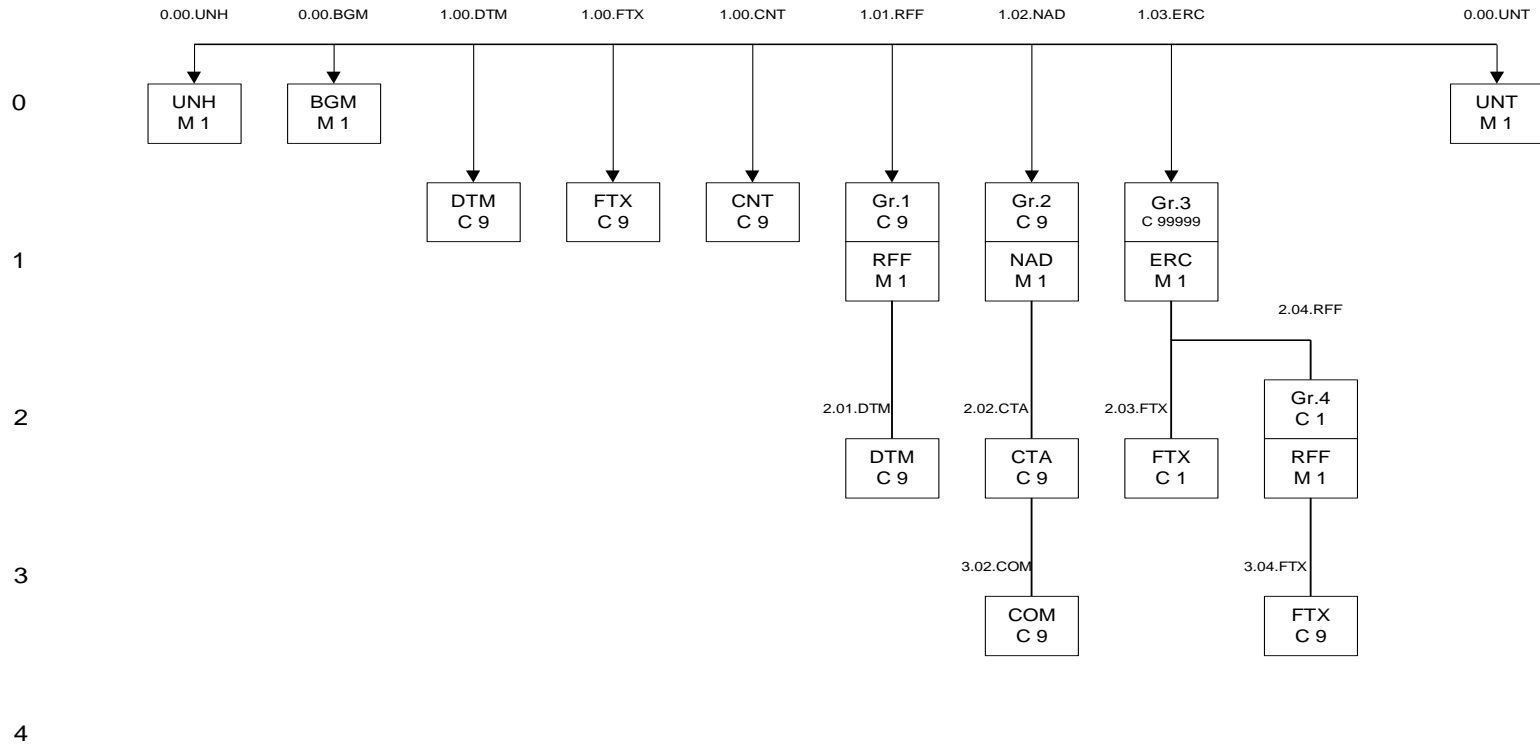 0.00.UNH 0.00.BGM 1.00.DTM 1.00.FTX 1.00.CNT 1.01.RFF 1.02.NAD 1.03.ERC 0.00.UNT
0
UNH
M 1
BGM
M 1
UNT
M 1
DTM
C 9
FTX
C 9
CNT
C 9
Gr.1
C 9
Gr.2
C 9
Gr.3
C 99999
1
RFF
M 1
NAD
M 1
ERC
M 1
2.04.RFF
2
2.01.DTM
2.02.CTA
2.03.FTX
Gr.4
C 1
DTM
C 9
CTA
C 9
FTX
C 1
RFF
M 1
3
3.02.COM
3.04.FTX
COM
C 9
FTX
C 9
4